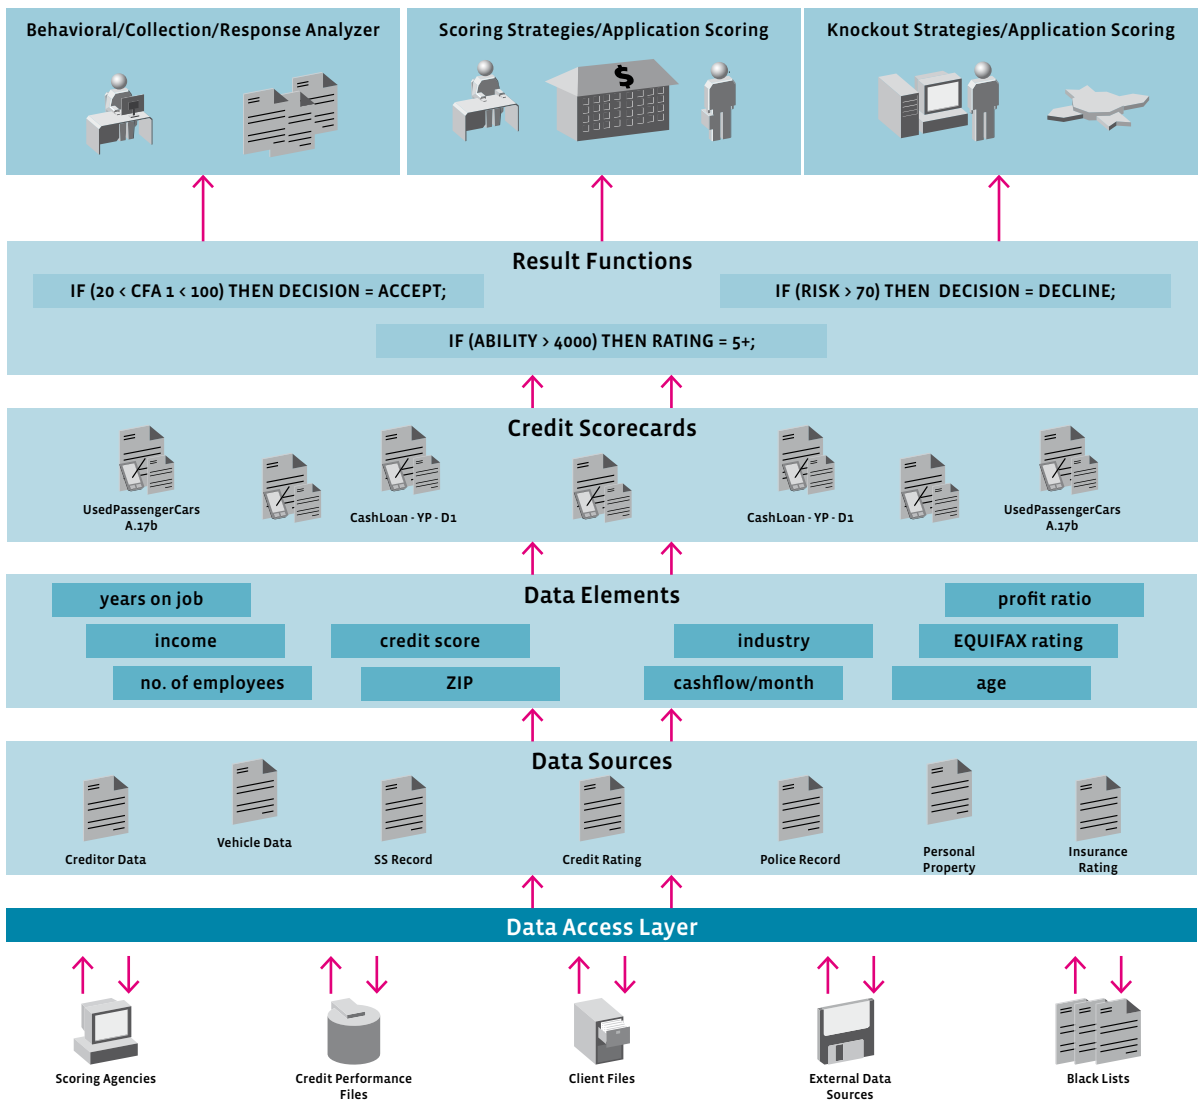 Behavioral/Collection/Response Analyzer
Scoring Strategies/Application Scoring
Knockout Strategies/Application Scoring
$
Result Functions
IF (20 < CFA 1 < 100) THEN DECISION = ACCEPT;
IF (RISK > 70) THEN DECISION = DECLINE;
IF (ABILITY > 4000) THEN RATING = 5+;
Credit Scorecards
UsedPassengerCars
A.17b
CashLoan - YP - D1
CashLoan - YP - D1
UsedPassengerCars
A.17b
Data Elements
years on job
profit ratio
income
credit score
industry
EQUIFAX rating
no. of employees
ZIP
cashflow/month
age
Data Sources
Creditor Data
Vehicle Data
SS Record
Credit Rating
Police Record
Personal
Property
Insurance
Rating
Data Access Layer
Scoring Agencies
Credit Performance
Files
Client Files
External Data
Sources
Black Lists